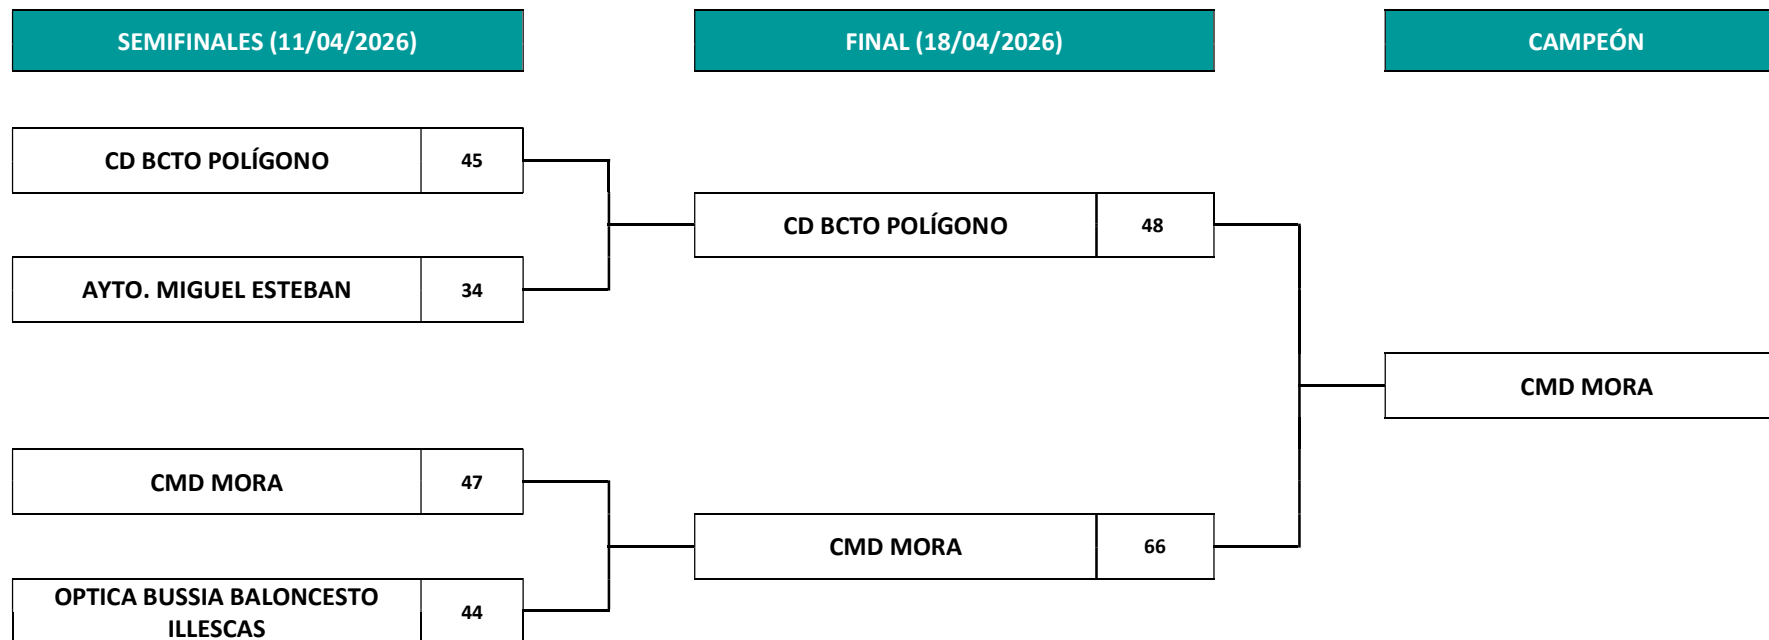 SEMIFINALES (11/04/2026)
FINAL (18/04/2026)
CAMPEÓN
CD BCTO POLÍGONO
45
AYTO. MIGUEL ESTEBAN
34
CD BCTO POLÍGONO
48
CMD MORA
CMD MORA
47
OPTICA BUSSIA BALONCESTO
ILLESCAS
44
CMD MORA
66